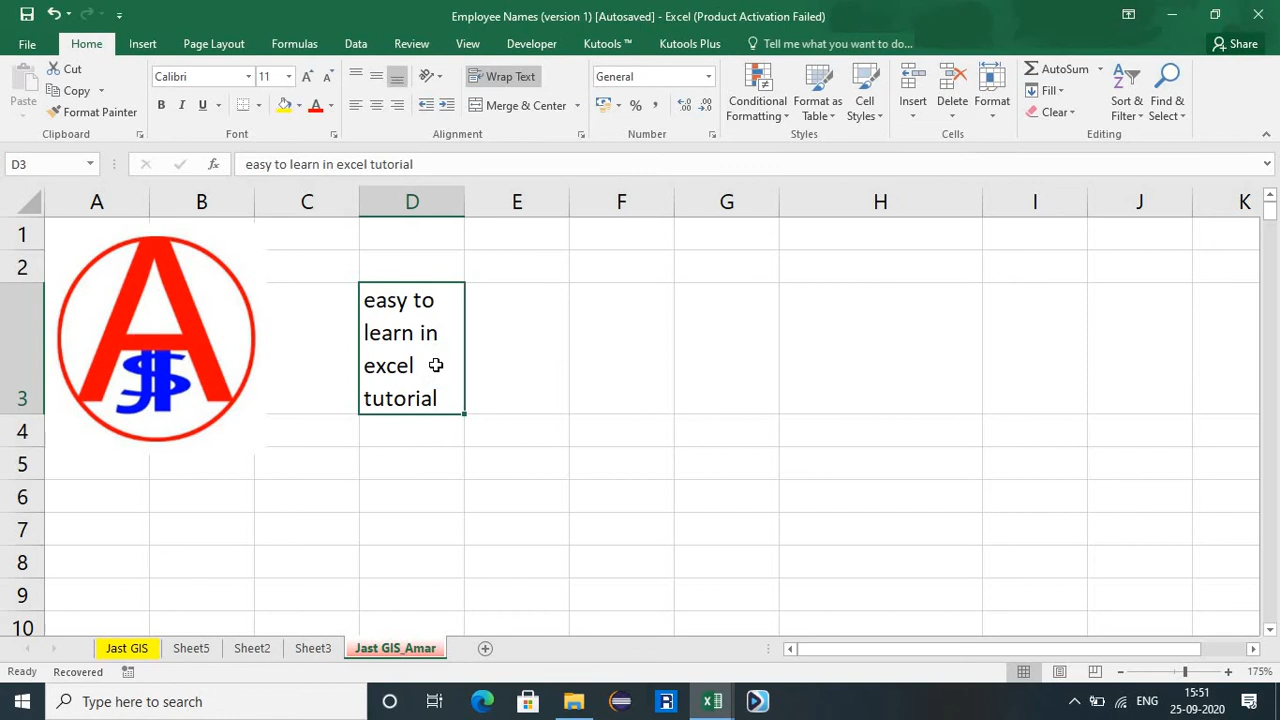 Employee Names (version 1) [Autosaved] - Excel (Product Activation Failed)
File Home Insert Page Layout Formulas Data Review View Developer Kutools ™ Kutools Plus Tell me what you want to do... Share
Cut
Copy
Format Painter
Paste
Clipboard
Calibri 11
B I U
Font
Wrap Text
Merge & Center
Alignment
General
Number
Conditional Formatting
Format as Table
Cell Styles
Styles
Insert
Delete
Format
Cells
AutoSum
Fill
Clear
Sort & Filter
Find & Select
Editing
D3 fx easy to learn in excel tutorial
A B C D E F G H I J K
1
2
3
4
5
6
7
8
9
10
A
easy to
learn in
excel
tutorial
Jast GIS Sheet5 Sheet2 Sheet3 Jast GIS_Amar
Ready Recovered 175%
Type here to search
ENG
15:51
25-09-2020